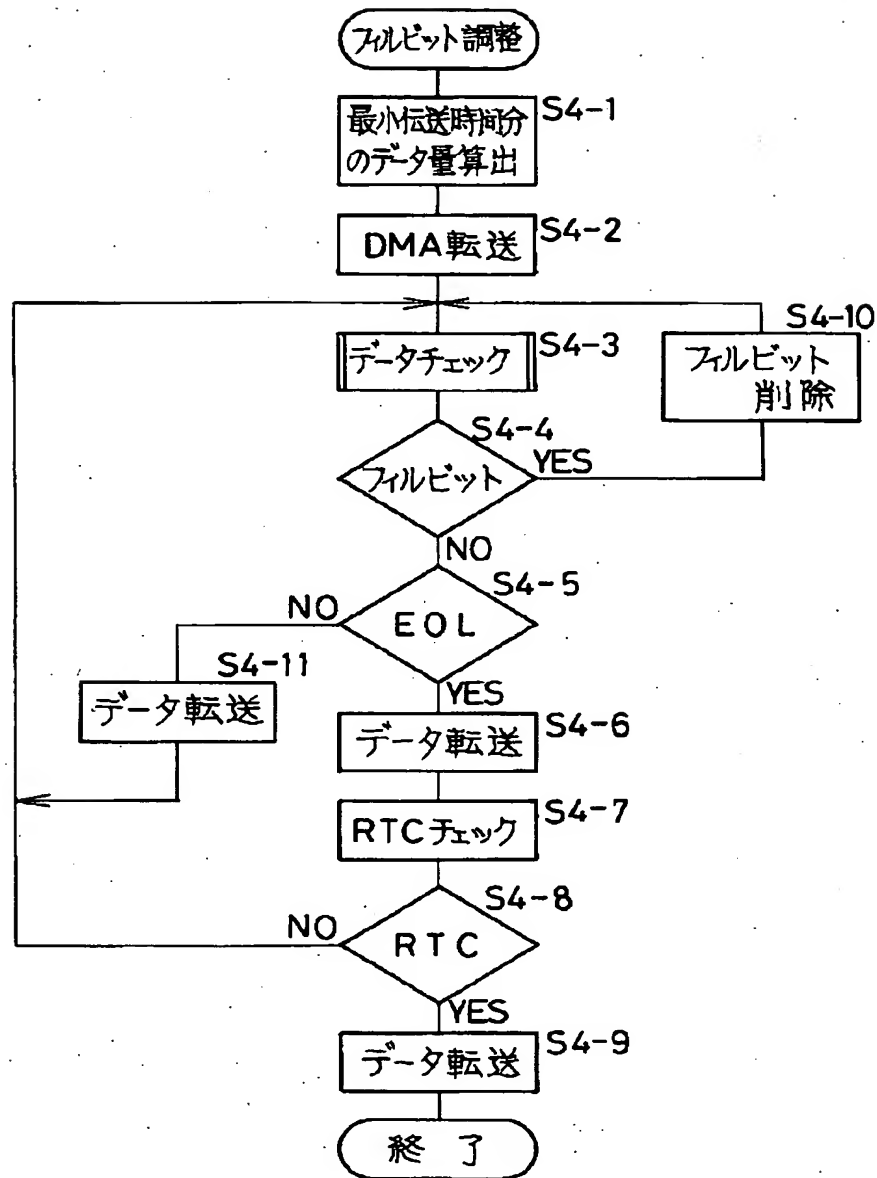 フィルビット調整
最小伝送時間分
のデータ量算出
S4-1
DMA転送
S4-2
データチェック
S4-3
S4-10
フィルビット
削除
S4-4
フィルビット
YES
NO
S4-5
EOL
NO
S4-11
データ転送
YES
データ転送
S4-6
RTCチェック
S4-7
S4-8
RTC
NO
YES
データ転送
S4-9
終了